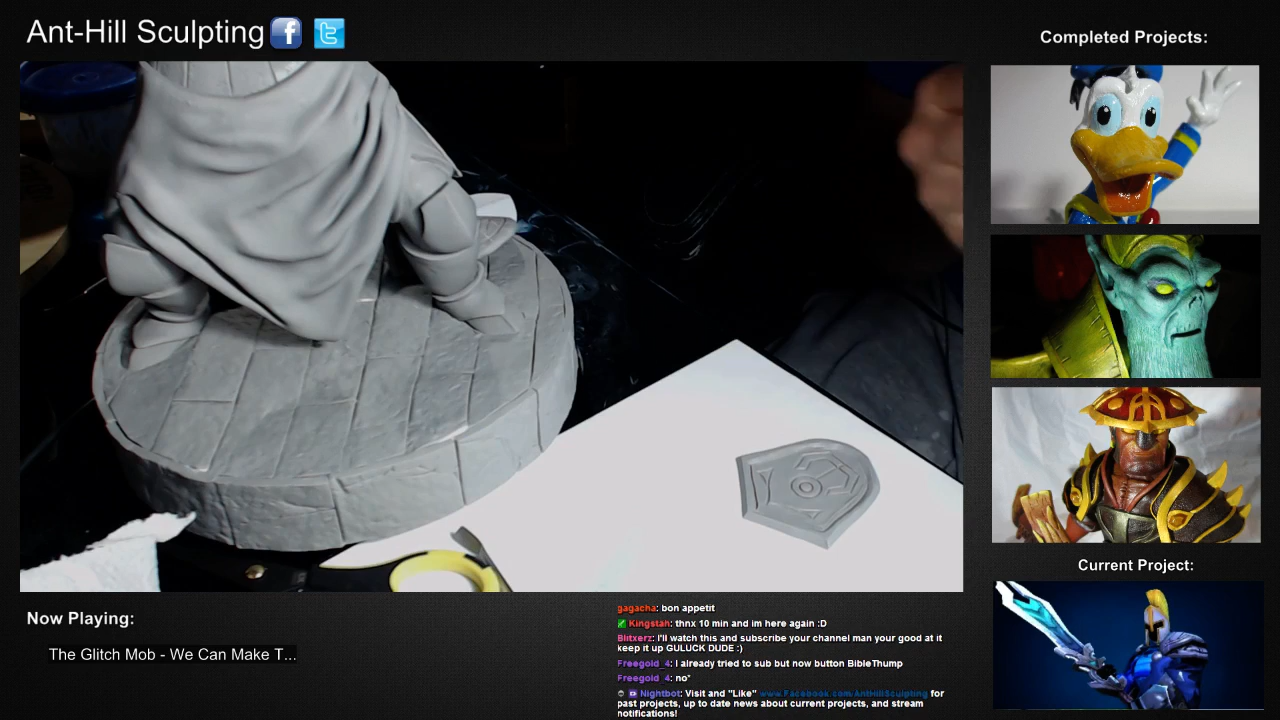 Ant-Hill Sculpting
Completed Projects:
Current Project:
Now Playing:
The Glitch Mob - We Can Make T...
gagacha: bon appetit
Kingstah: thnx 10 min and im here again :D
Blitxerz: I'll watch this and subscribe your channel man your good at it
keep it up GULUCK DUDE :)
Freegold_4: I already tried to sub but now button BibleThump
Freegold_4: no*
Nightbot: Visit and "Like" www.Facebook.com/AntHillSculpting for
past projects, up to date news about current projects, and stream
notifications!